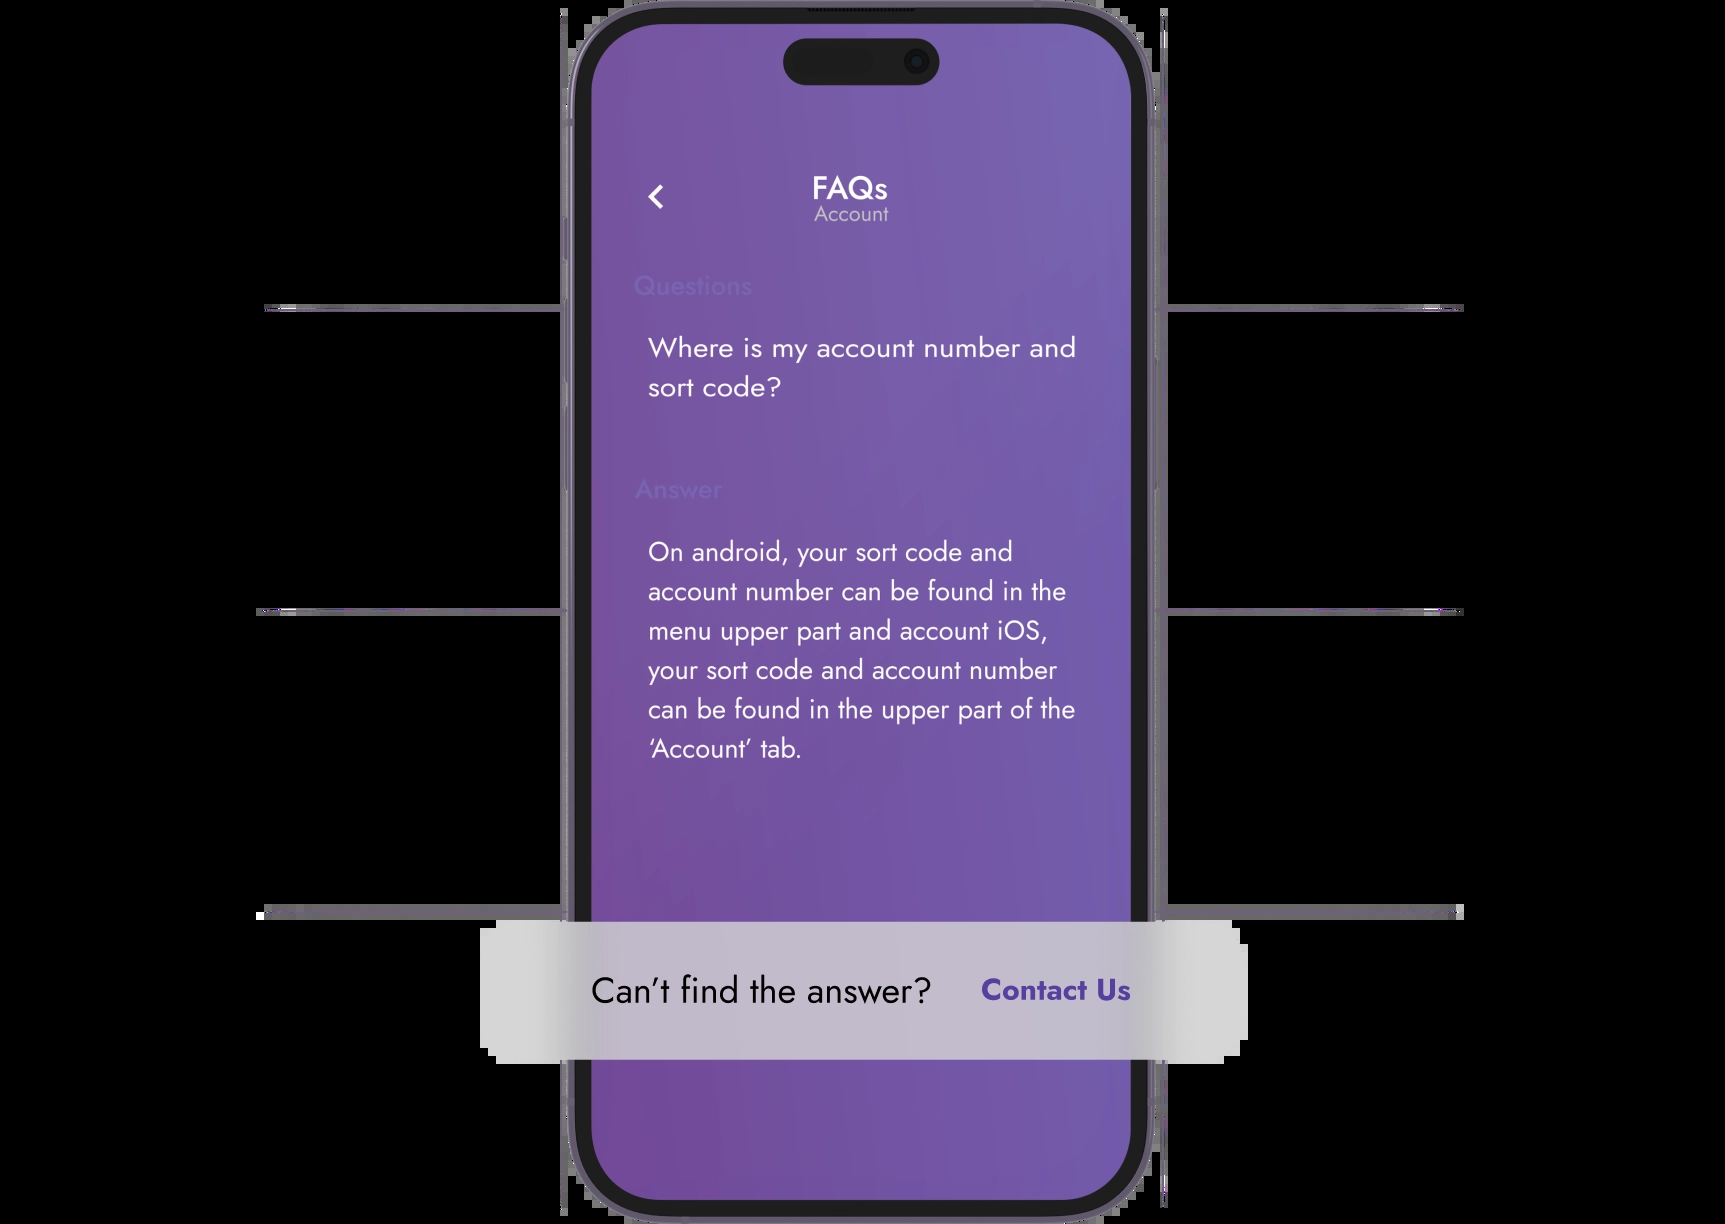 FAQs
Account
Questions
Where is my account number and
sort code?
Answer
On android, your sort code and
account number can be found in the
menu upper part and account iOS,
your sort code and account number
can be found in the upper part of the
‘Account’ tab.
Can’t find the answer? Contact Us